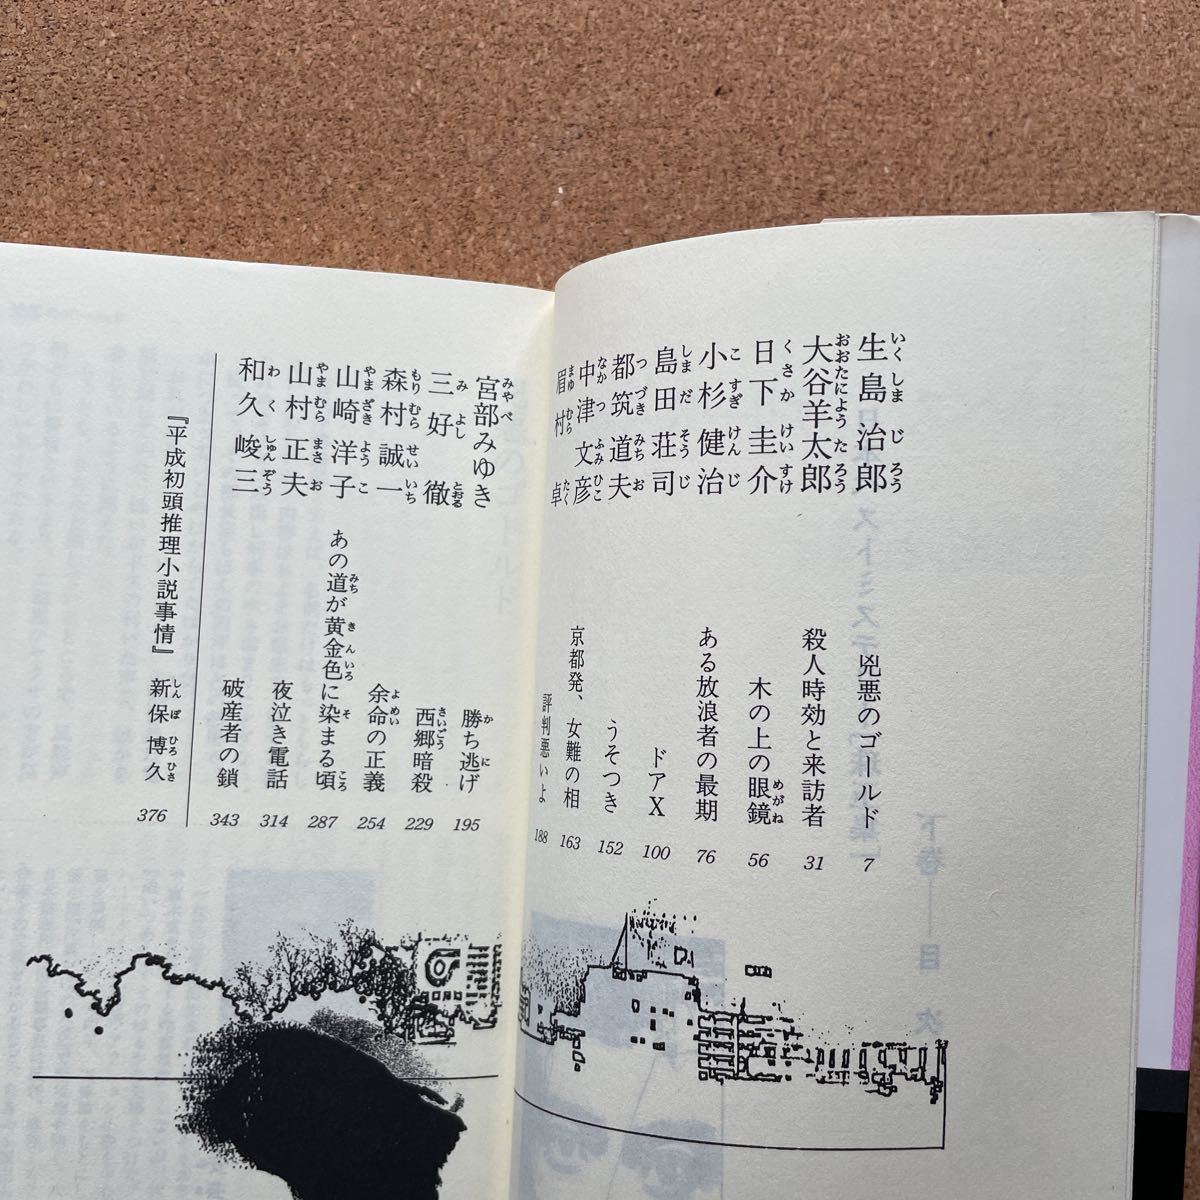 生島治郎 兇悪のゴールド 7
大谷羊太郎 殺人時効と来訪者 31
日下圭介 木の上の眼鏡 56
小杉健治 ある放浪者の最期 76
島田荘司 ドアX 100
都筑道夫 うそつき 152
中津文彦 京都発、女難の相 163
眉村卓 評判悪いよ 188
宮部みゆき 勝ち逃げ 195
三好徹 西郷暗殺 229
森村誠一 余命の正義 254
山崎洋子 あの道が黄金色に染まる頃 287
山村正夫 夜泣き電話 314
和久峻三 破産者の鎖 343
『平成初頭推理小説事情』 新保博久 376
下巻─目次